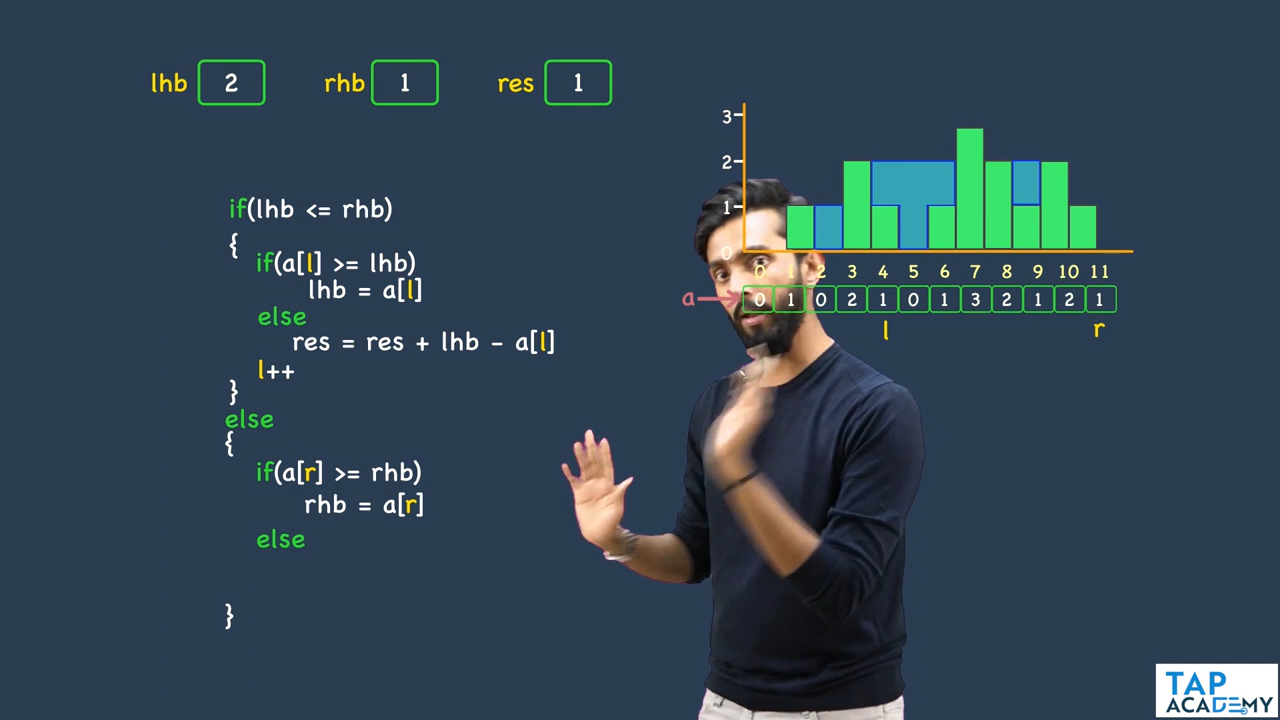 lhb 2 rhb 1 res 1
if(lhb <= rhb)
{
if(a[l] >= lhb)
lhb = a[l]
else
res = res + lhb - a[l]
l++
}
else
{
if(a[r] >= rhb)
rhb = a[r]
else
}
3
2
1
0
0 1 2 3 4 5 6 7 8 9 10 11
a 0 1 0 2 1 0 1 3 2 1 2 1
l r
TAP
ACADEMY